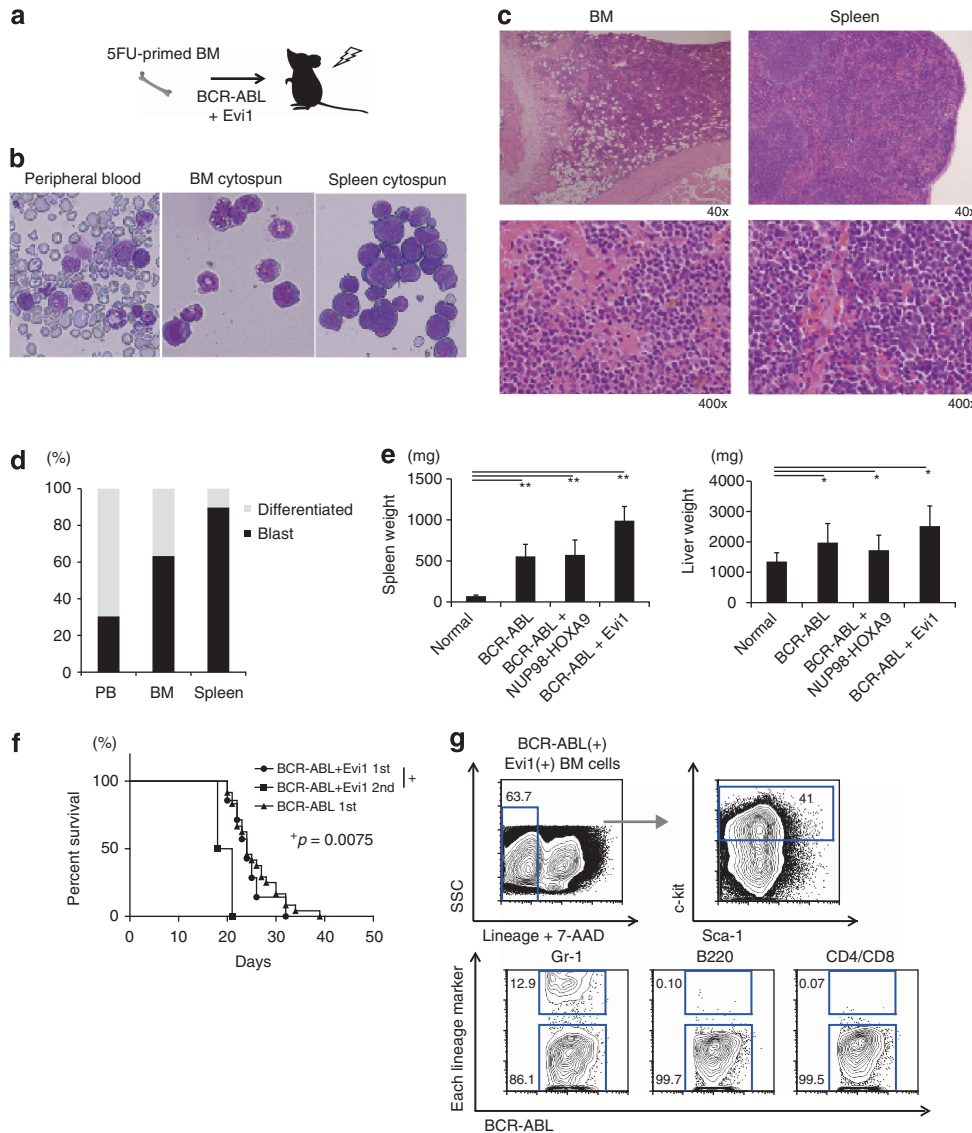 a
5FU-primed BM
BCR-ABL
+ Evi1
b
Peripheral blood
BM cytospun
Spleen cytospun
c
BM
Spleen
40x
40x
400x
400x
d
(%)
100
80
60
40
20
0
PB
BM
Spleen
Differentiated
Blast
e
(mg)
Spleen weight
1500
1000
500
0
**
**
**
Normal
BCR-ABL
BCR-ABL +
NUP98-HOXA9
BCR-ABL + Evi1
(mg)
Liver weight
4000
3000
2000
1000
0
*
*
*
Normal
BCR-ABL
BCR-ABL +
NUP98-HOXA9
BCR-ABL + Evi1
f
(%)
Percent survival
100
50
0
0
10
20
30
40
50
Days
BCR-ABL+Evi1 1st
BCR-ABL+Evi1 2nd
BCR-ABL 1st
+
+p = 0.0075
g
BCR-ABL(+)
Evi1(+) BM cells
63.7
SSC
Lineage + 7-AAD
41
c-kit
Sca-1
Each lineage marker
Gr-1
12.9
86.1
B220
0.10
99.7
CD4/CD8
0.07
99.5
BCR-ABL